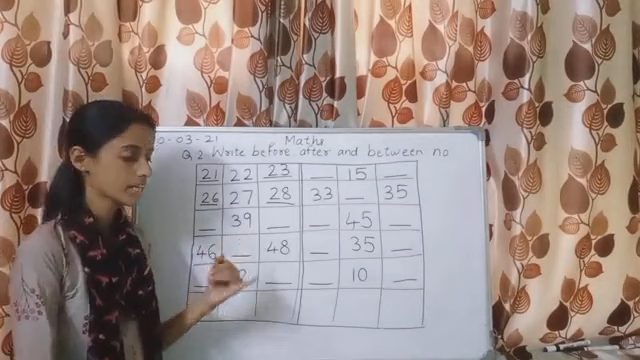 0-03-21 Maths
Q 2 Write before after and between no
21 22 23 __ 15 __
26 27 28 33 __ 35
__ 39 __ __ 45 __
46 __ 48 __ 35 __
__ __ __ 10 __